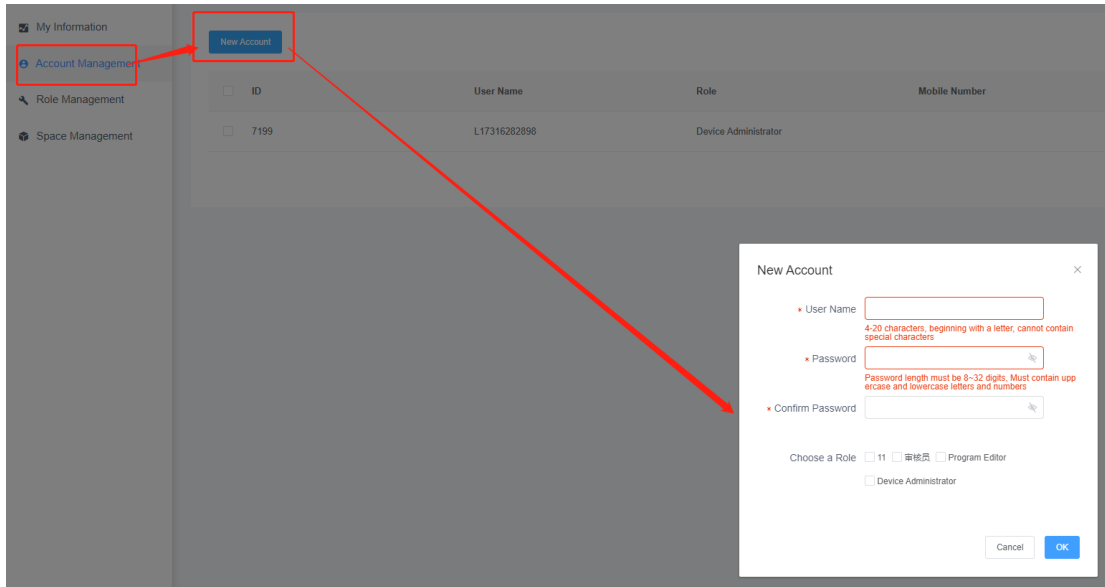 My Information
Account Management
Role Management
Space Management
New Account
ID User Name Role Mobile Number
7199 L17316282898 Device Administrator
New Account
* User Name
4-20 characters, beginning with a letter, cannot contain
special characters
* Password
Password length must be 8~32 digits, Must contain upp
ercase and lowercase letters and numbers
* Confirm Password
Choose a Role 11 审核员 Program Editor
Device Administrator
Cancel OK